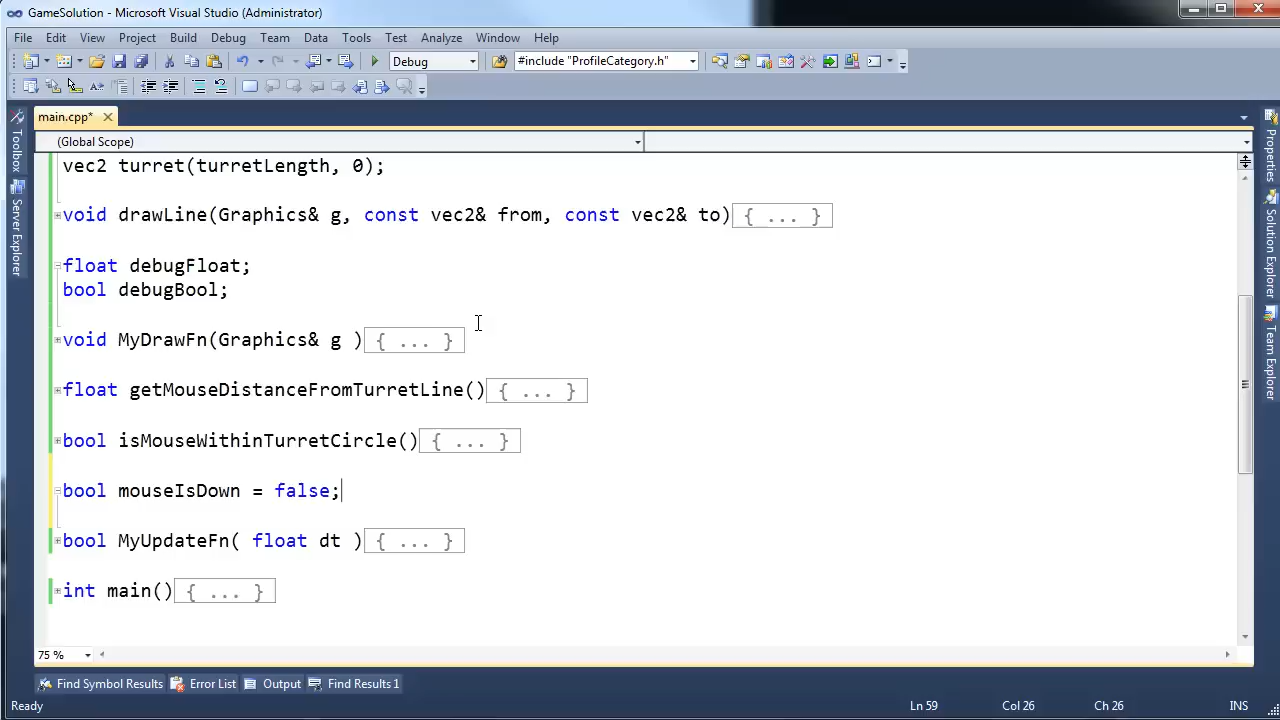 GameSolution - Microsoft Visual Studio (Administrator)
File Edit View Project Build Debug Team Data Tools Test Analyze Window Help
Debug #include "ProfileCategory.h"
main.cpp*
(Global Scope)
vec2 turret(turretLength, 0);
void drawLine(Graphics& g, const vec2& from, const vec2& to){ ... }
float debugFloat;
bool debugBool;
void MyDrawFn(Graphics& g ){ ... }
float getMouseDistanceFromTurretLine(){ ... }
bool isMouseWithinTurretCircle(){ ... }
bool mouseIsDown = false;
bool MyUpdateFn( float dt ){ ... }
int main(){ ... }
75 %
Toolbox
Server Explorer
Properties
Solution Explorer
Team Explorer
Find Symbol Results Error List Output Find Results 1
Ready Ln 59 Col 26 Ch 26 INS